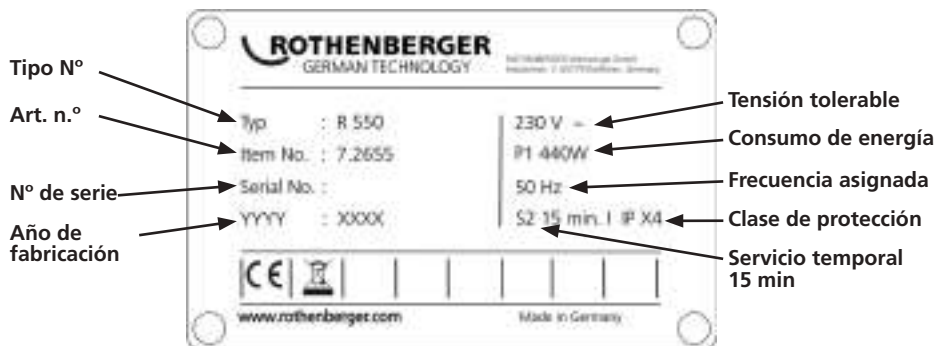 ROTHENBERGER
GERMAN TECHNOLOGY
Tipo Nº
Art. n.º
Nº de serie
Año de
fabricación
Typ : R 550
Item No. : 7.2655
Serial No. :
YYYY : XXXX
230 V ~
P1 440W
50 Hz
S2 15 min. I IP X4
Tensión tolerable
Consumo de energía
Frecuencia asignada
Clase de protección
Servicio temporal
15 min
CE
www.rothenberger.com
Made in Germany